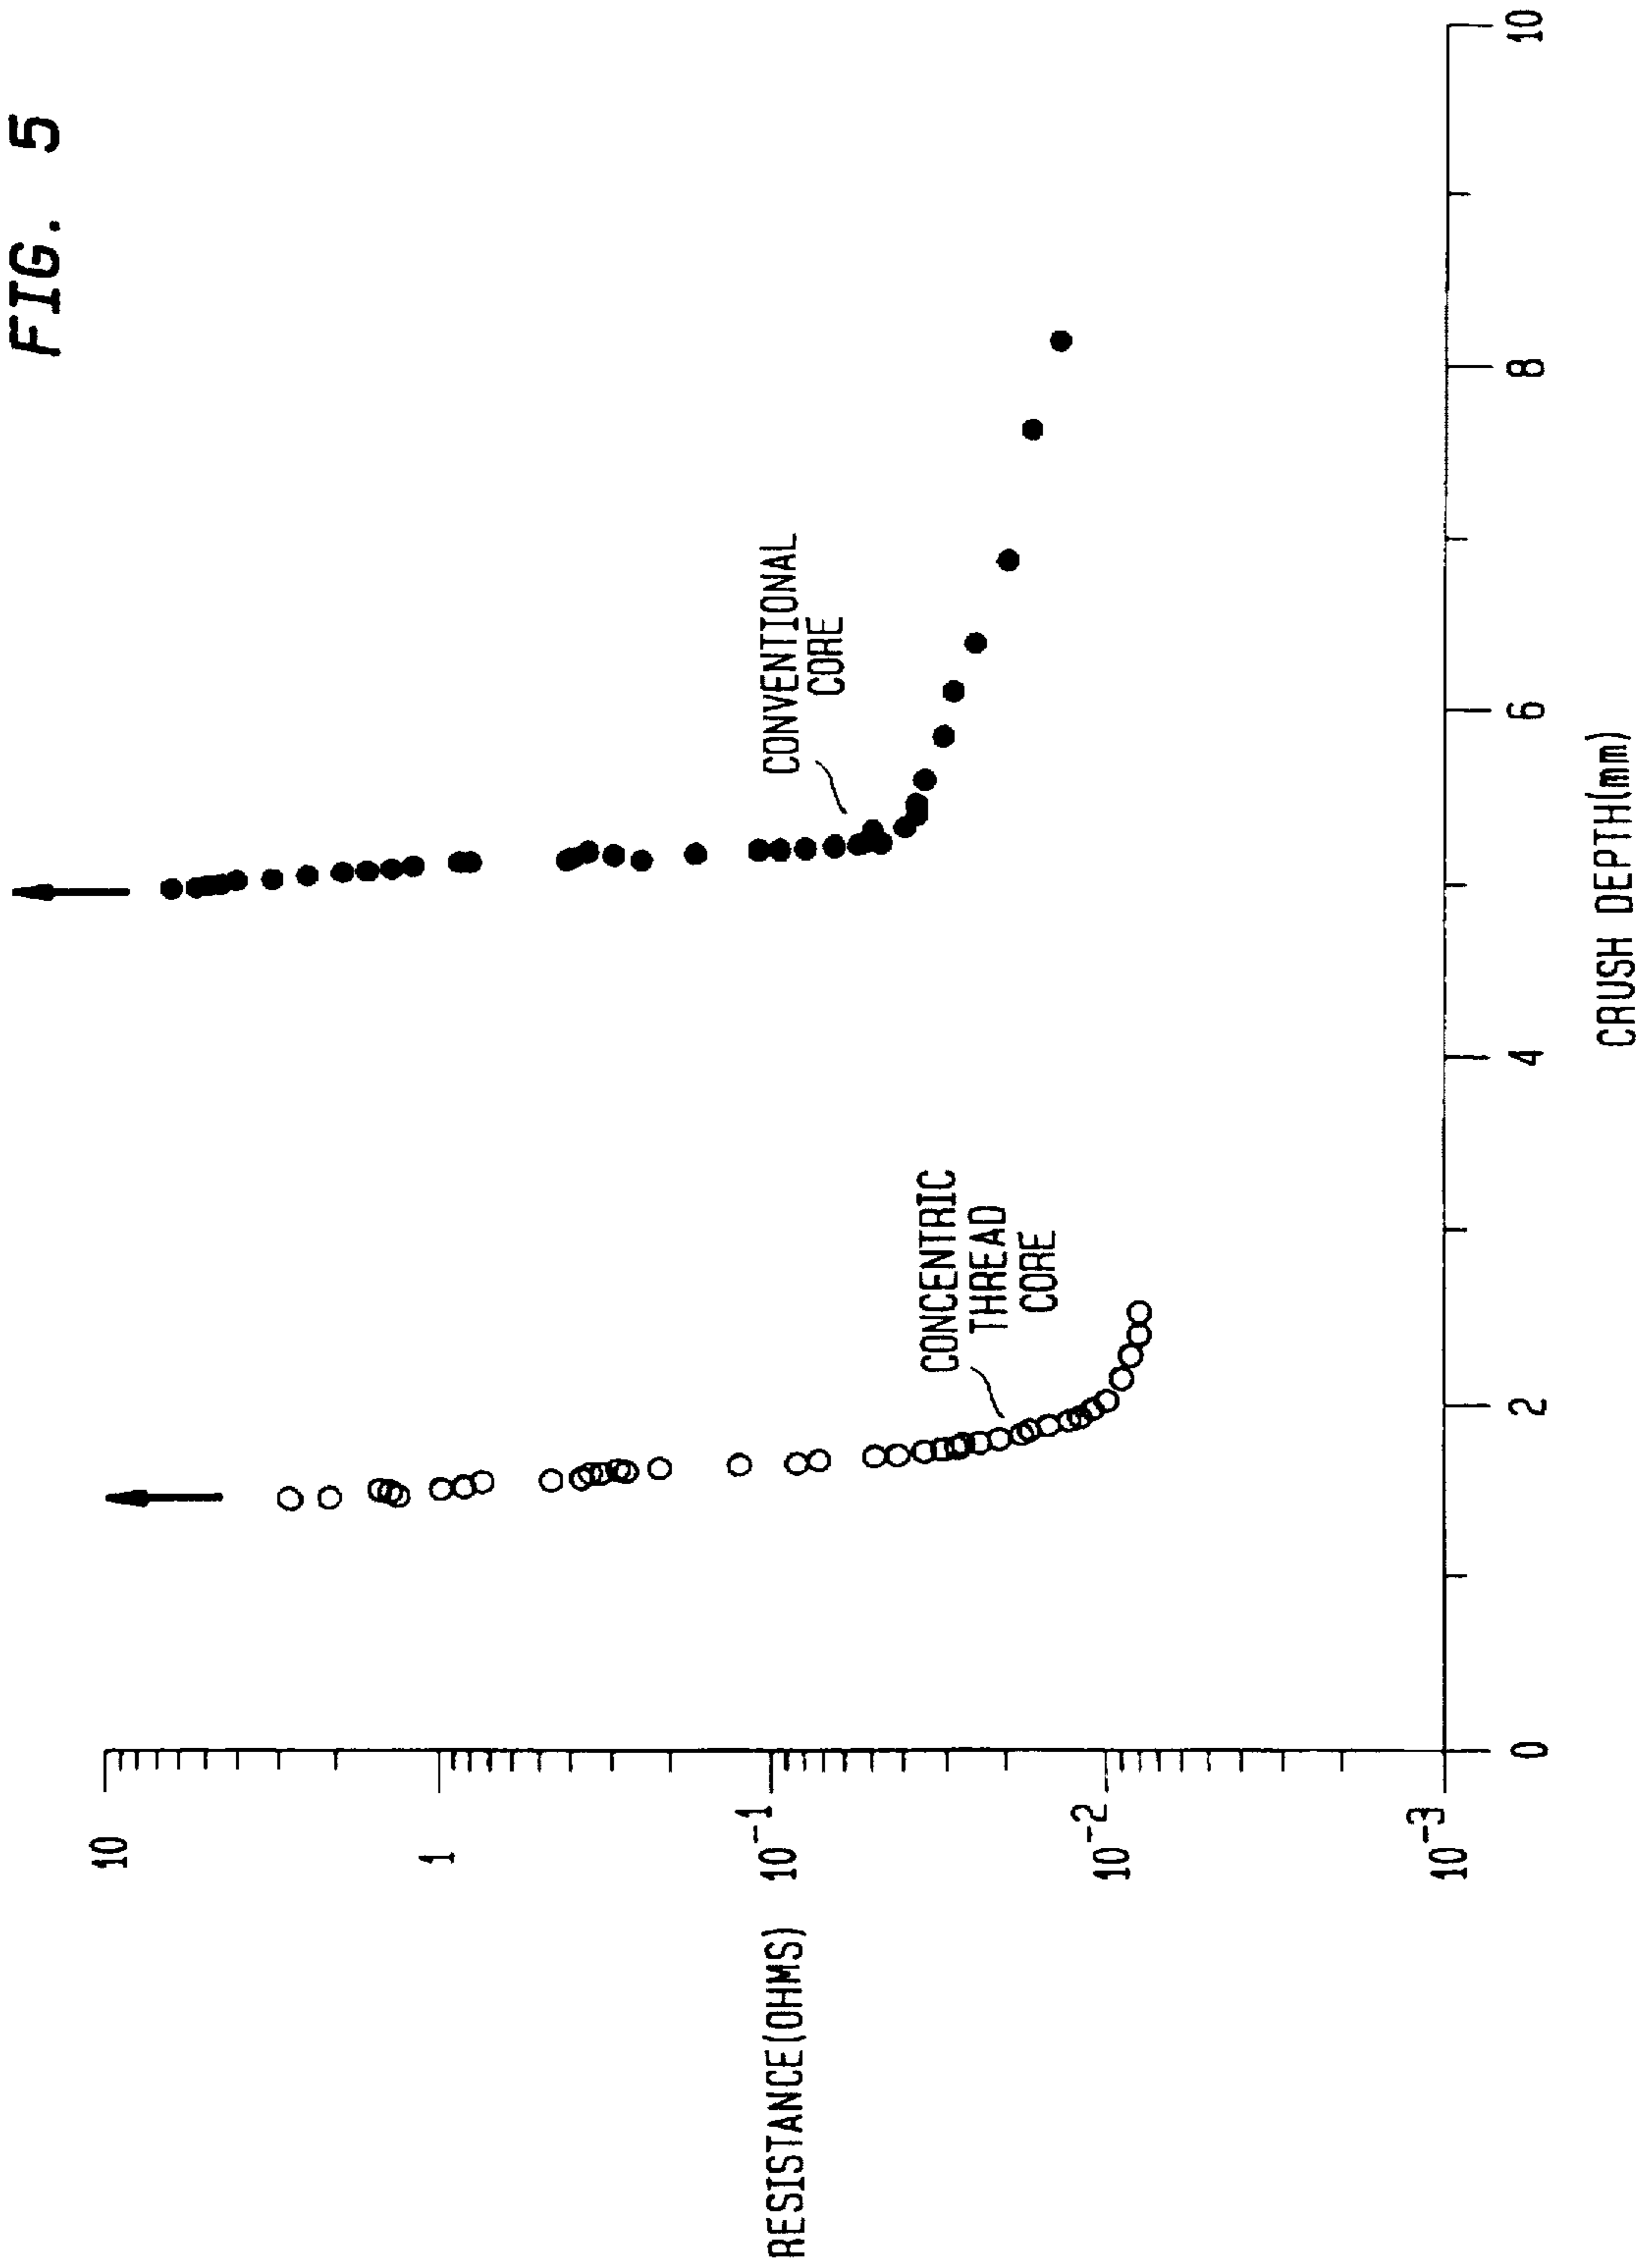 FIG. 5
10
1
10-1
10-2
10-3
RESISTANCE(OHMS)
CONCENTRIC
THREAD
CORE
CONVENTIONAL
CORE
0
2
4
6
8
10
CRUSH DEPTH(mm)